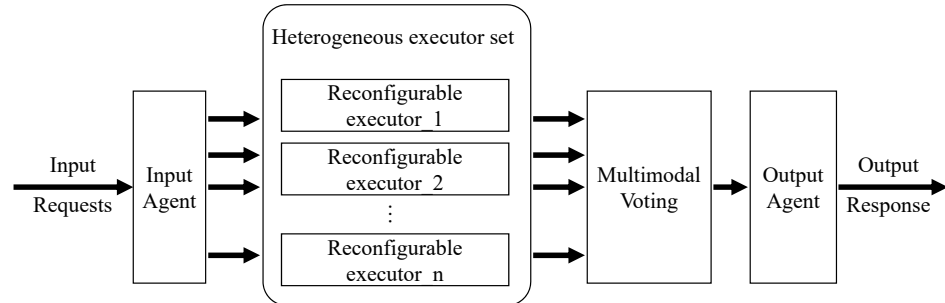 Heterogeneous executor set
Reconfigurable
executor_1
Reconfigurable
executor_2
⋮
Reconfigurable
executor_n
Input
Requests
Input
Agent
Multimodal
Voting
Output
Agent
Output
Response